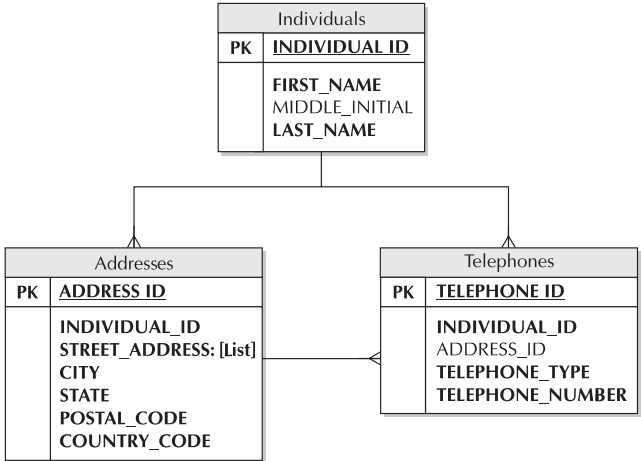 Individuals
PK INDIVIDUAL ID
FIRST_NAME
MIDDLE_INITIAL
LAST_NAME
Addresses
PK ADDRESS ID
INDIVIDUAL_ID
STREET_ADDRESS: [List]
CITY
STATE
POSTAL_CODE
COUNTRY_CODE
Telephones
PK TELEPHONE ID
INDIVIDUAL_ID
ADDRESS_ID
TELEPHONE_TYPE
TELEPHONE_NUMBER